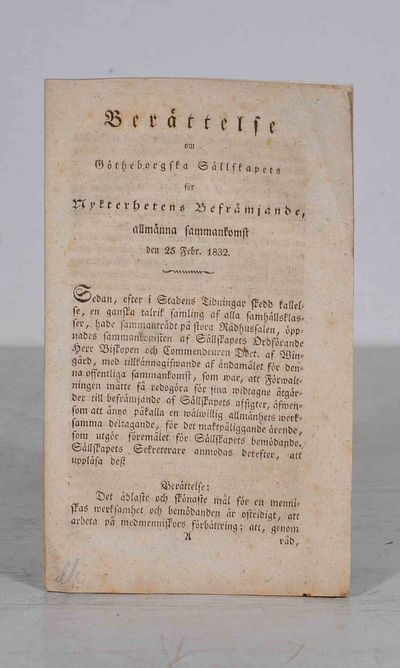 Berättelse
om
Götheborgska Sällskapets
för
Nykterhetens Befrämjande,
allmänna sammankomst
den 25 Febr. 1832.
Sedan, efter i Stadens Tidningar skedd kallel-
se, en ganska talrik samling af alla samhällsklas-
ser, hade sammanträdt på stora Rådhussalen, öpp-
nades sammankomsten af Sällskapets Ordförande
Herr Biskopen och Commendeuren Doct. af Win-
gård, med tillkännagifwande af ändamålet för den-
na offentliga sammankomst, som war, att Förwalt-
ningen måtte få redogöra för sina widtagne åtgär-
der till befrämjande af Sällskapets affigter, äfwen-
som att ånyo påkalla en wälwillig allmänhets werk-
samma deltagande, för det maktpåliggande ärende,
som utgör föremålet för Sällskapets bemödande.
Sällskapets Sekreterare anmodas derefter, att
uppläsa dess
Berättelse:
Det ädlaste och skönaste mål för en menni-
skas werksamhet och bemödanden är ostridigt, att
arbeta på medmenniskors förbättring; att, genom
A råd,